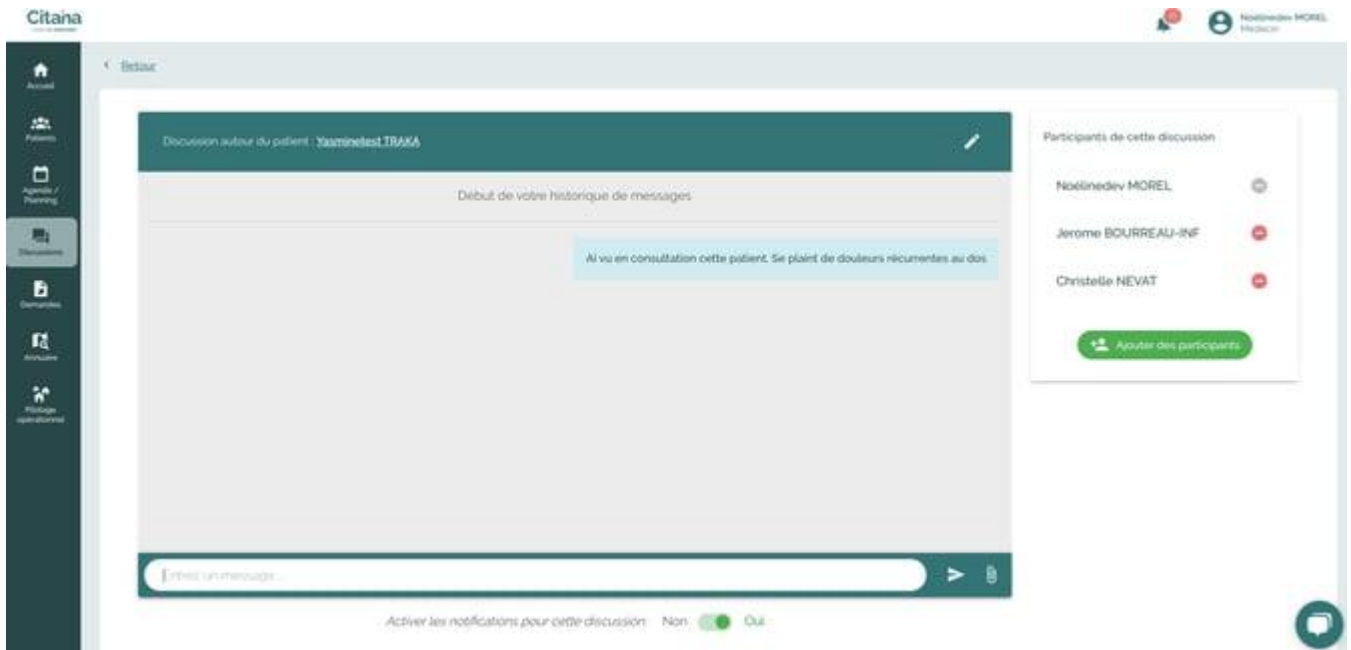 Citana
Noëlinedev MOREL
Médecin
Accueil
Patients
Agenda /
Planning
Discussions
Demandes
Annuaire
Pilotage
opérationnel
Retour
Discussion autour du patient : Yasminetest TRAKA
Début de votre historique de messages
Ai vu en consultation cette patient. Se plaint de douleurs récurrentes au dos
Entrez un message...
Activer les notifications pour cette discussion Non Oui
Participants de cette discussion
Noëlinedev MOREL
Jerome BOURREAU-INF
Christelle NEVAT
Ajouter des participants